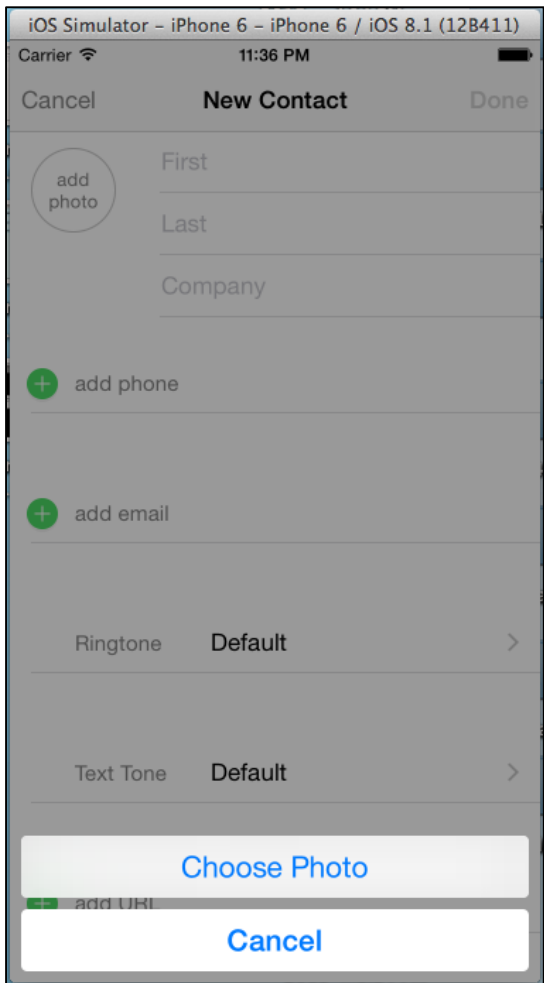 iOS Simulator – iPhone 6 – iPhone 6 / iOS 8.1 (12B411)
Carrier 11:36 PM
Cancel New Contact Done
add
photo
First
Last
Company
add phone
add email
Ringtone Default
Text Tone Default
Choose Photo
add URL
Cancel